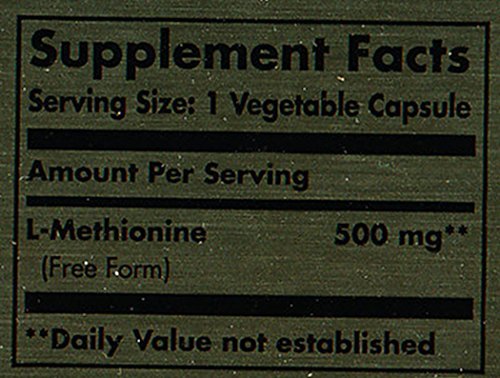 Supplement Facts
Serving Size: 1 Vegetable Capsule
Amount Per Serving
L-Methionine 500 mg**
(Free Form)
**Daily Value not established